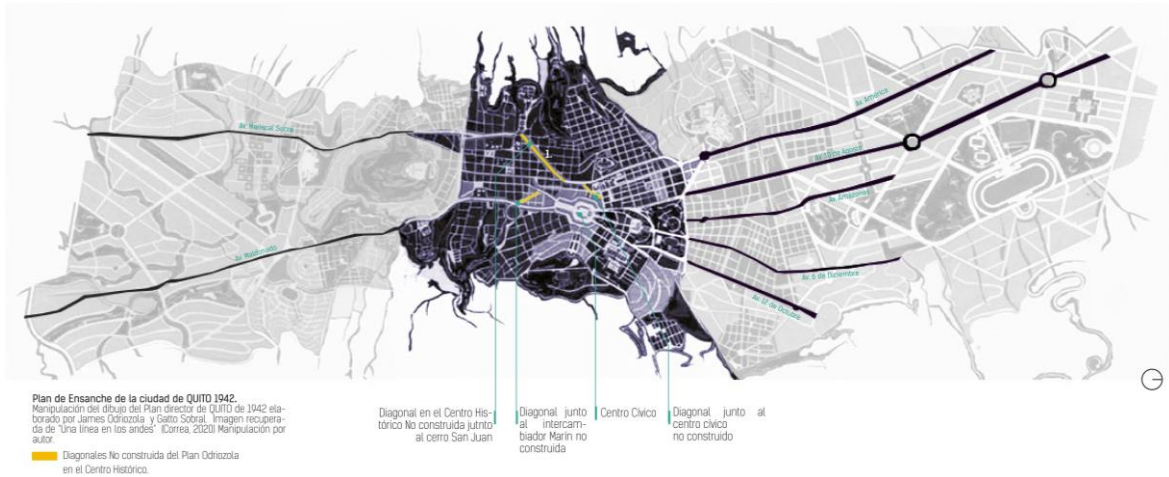 Av. América
Av. 10 de Agosto
Av. Mariscal Sucre
1.
Av. Amazonas
Av. Maldonado
Av. 6 de Diciembre
Av. 12 de Octubre
Plan de Ensanche de la ciudad de QUITO 1942.
Manipulación del dibujo del Plan director de QUITO de 1942 ela-
borado por James Odriozola y Gatto Sobral. Imagen recupera-
da de "Una línea en los andes" (Correa, 2020) Manipulación por
autor.
Diagonales No construida del Plan Odriozola
en el Centro Histórico.
Diagonal en el Centro His-
tórico No construida jutnto
al cerro San Juan
Diagonal junto
al intercam-
biador Marin no
construida
Centro Cívico
Diagonal junto al
centro cívico
no construido